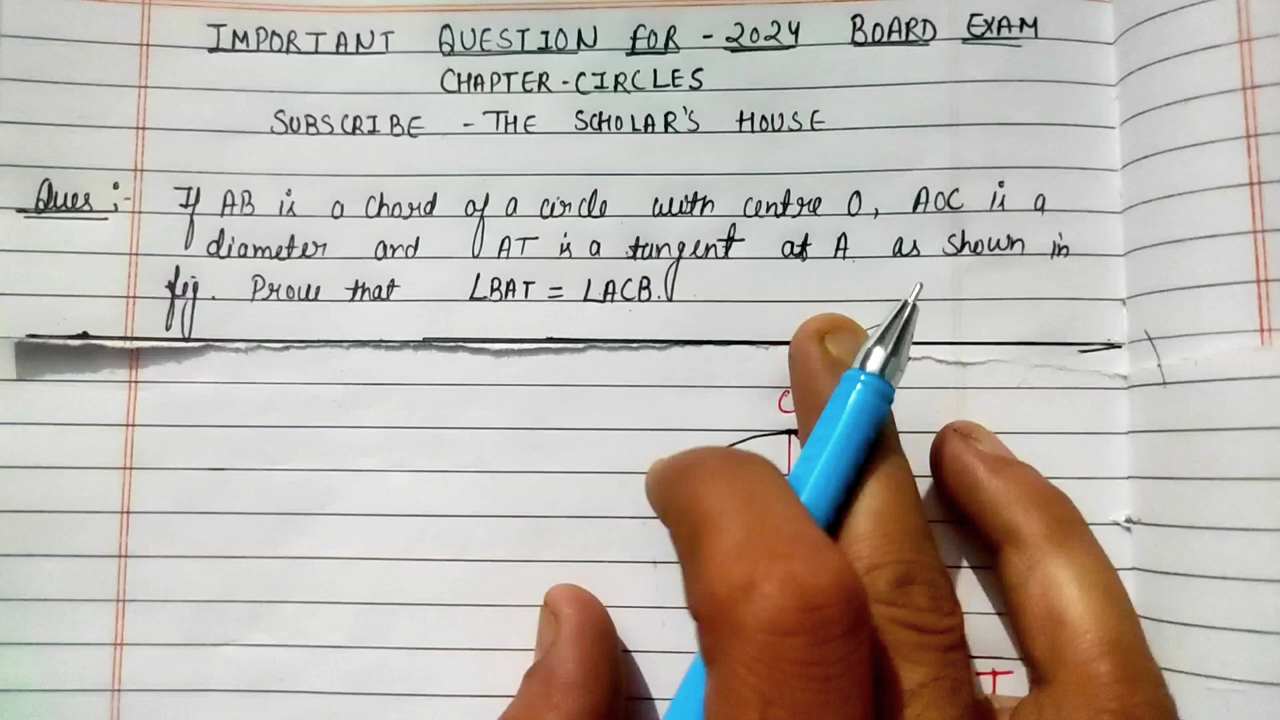 IMPORTANT QUESTION FOR - 2024 BOARD EXAM
CHAPTER-CIRCLES
SUBSCRIBE - THE SCHOLAR'S HOUSE
Ques:- If AB is a chord of a circle with centre O, AOC is a
diameter and AT is a tangent at A as shown in
fig. Prove that ∠BAT = ∠ACB.
C
T